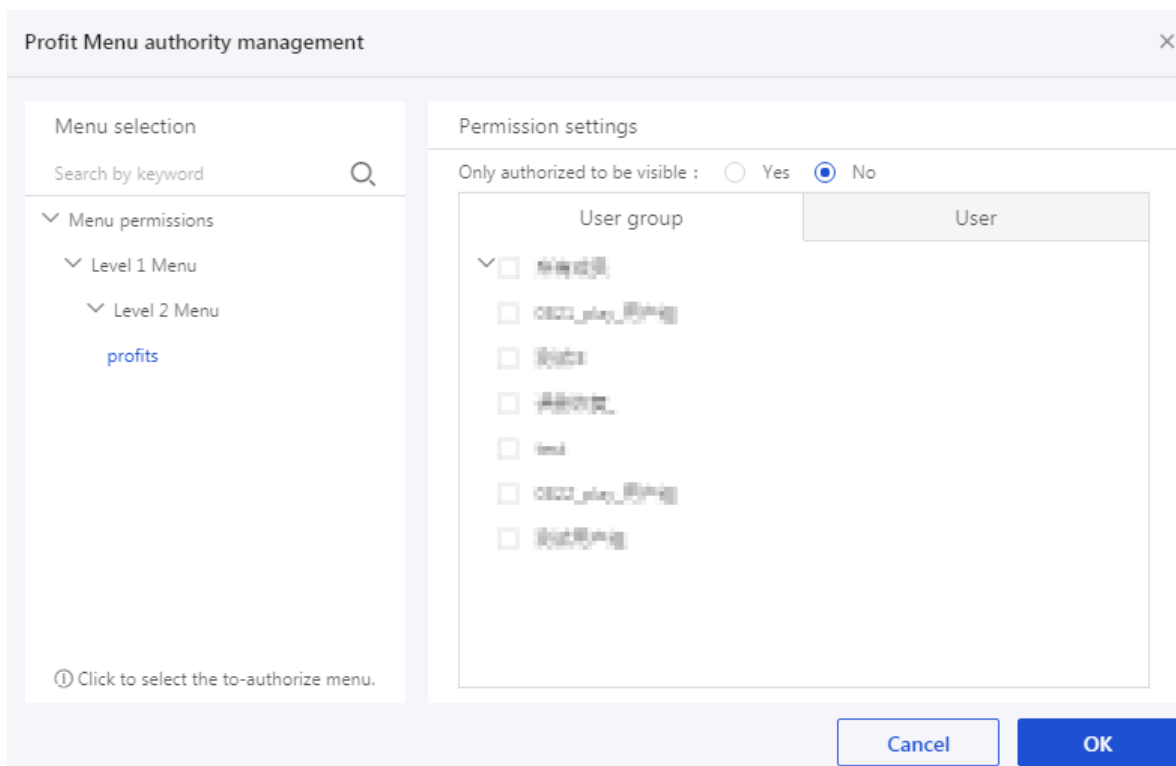 Profit Menu authority management
Menu selection
Search by keyword
Menu permissions
Level 1 Menu
Level 2 Menu
profits
Click to select the to-authorize menu.
Permission settings
Only authorized to be visible : Yes No
User group User
Cancel OK